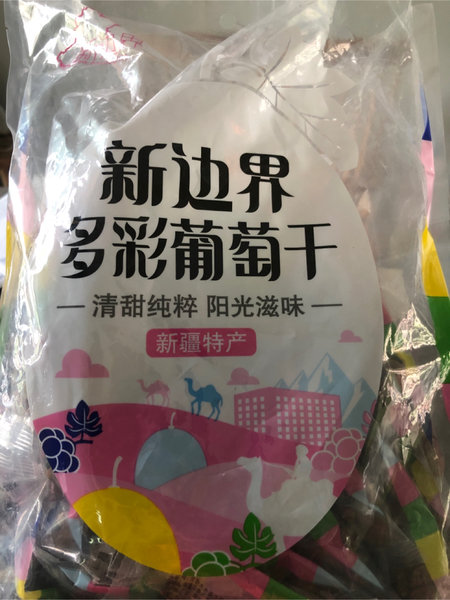 新边界
多彩葡萄干
清甜纯粹 阳光滋味
新疆特产